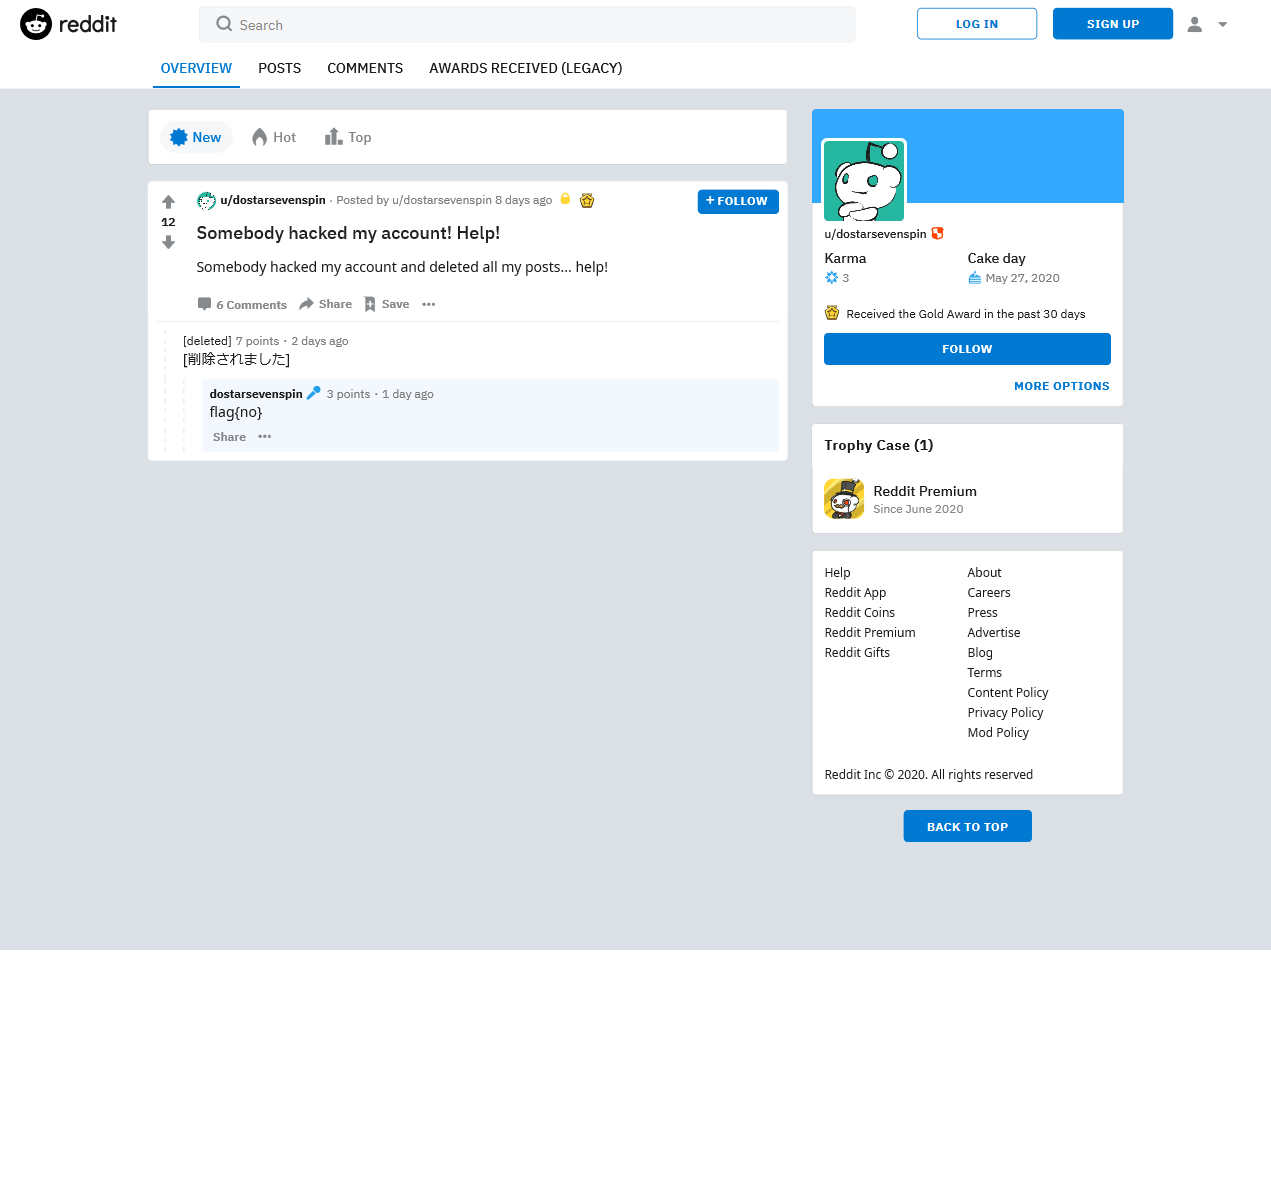 reddit
Search
LOG IN
SIGN UP
OVERVIEW
POSTS
COMMENTS
AWARDS RECEIVED (LEGACY)
New
Hot
Top
12
u/dostarsevenspin · Posted by u/dostarsevenspin 8 days ago
+ FOLLOW
Somebody hacked my account! Help!
Somebody hacked my account and deleted all my posts... help!
6 Comments
Share
Save
[deleted] 7 points · 2 days ago
[削除されました]
dostarsevenspin 3 points · 1 day ago
flag{no}
Share
u/dostarsevenspin
Karma
Cake day
3
May 27, 2020
Received the Gold Award in the past 30 days
FOLLOW
MORE OPTIONS
Trophy Case (1)
Reddit Premium
Since June 2020
Help
Reddit App
Reddit Coins
Reddit Premium
Reddit Gifts
About
Careers
Press
Advertise
Blog
Terms
Content Policy
Privacy Policy
Mod Policy
Reddit Inc © 2020. All rights reserved
BACK TO TOP